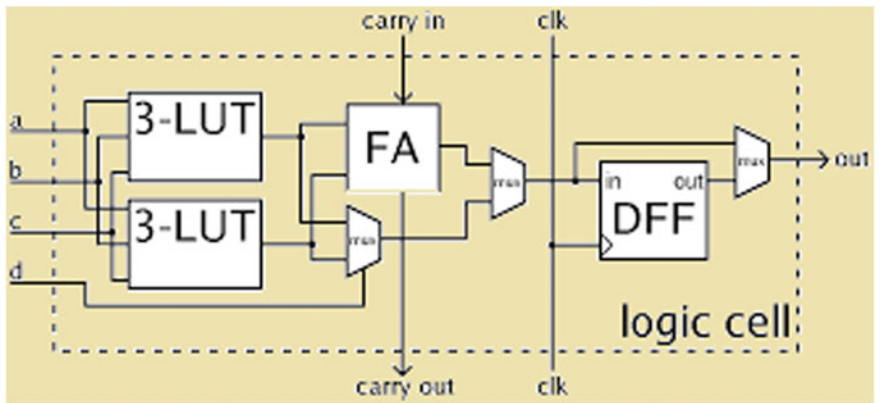 carry in
clk
a
3-LUT
FA
mux
out
b
mux
in
out
c
3-LUT
mux
DFF
d
logic cell
carry out
clk